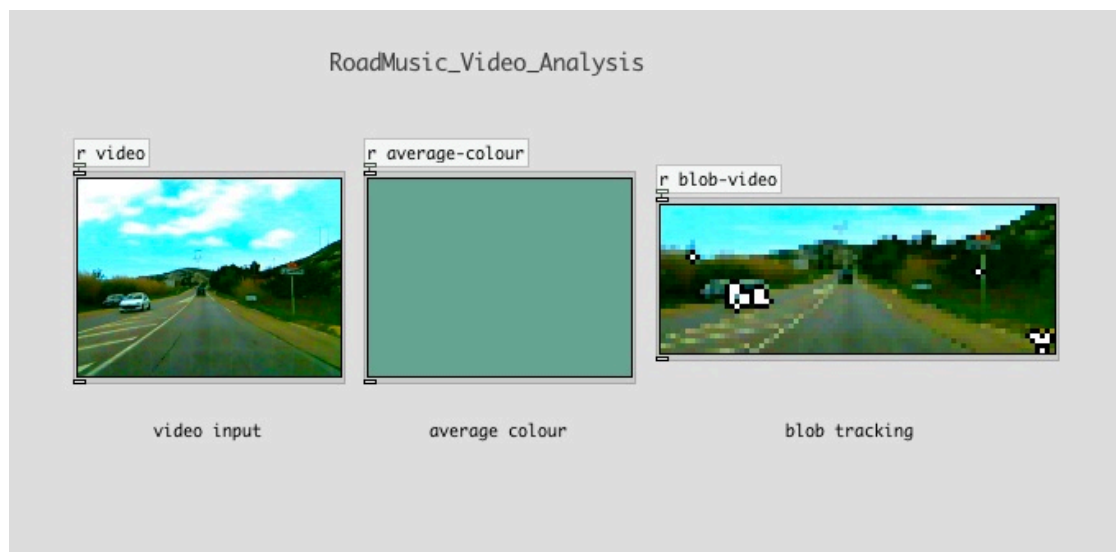 RoadMusic_Video_Analysis
r video
r average-colour
r blob-video
video input
average colour
blob tracking